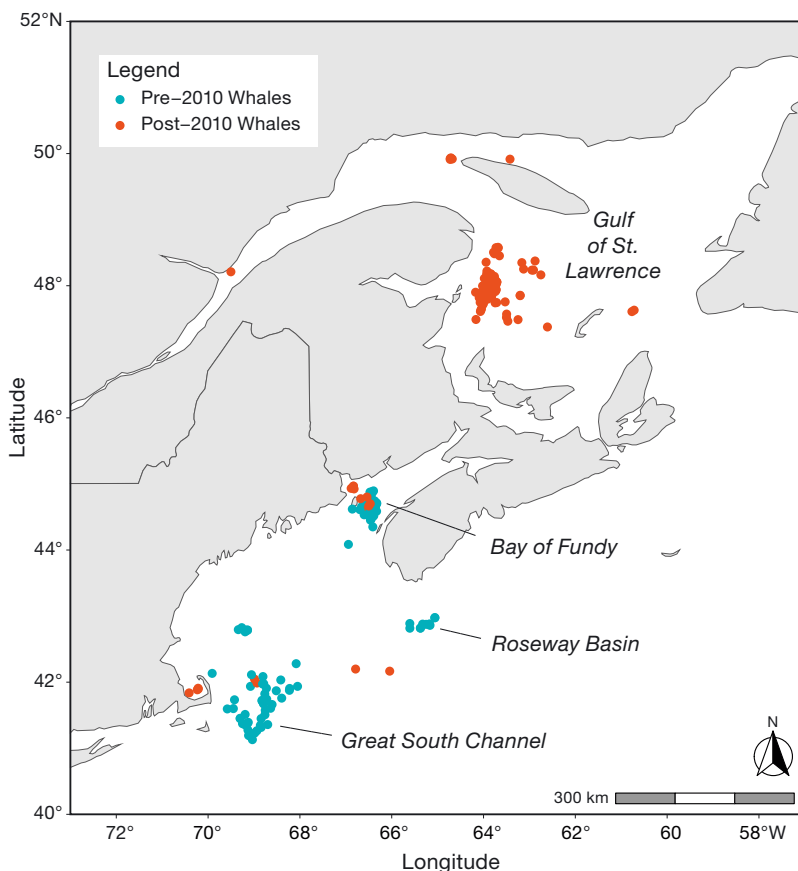 52°N
Legend
Pre–2010 Whales
Post–2010 Whales
50°
Gulf
of St.
Lawrence
48°
Latitude
46°
44°
Bay of Fundy
Roseway Basin
42°
Great South Channel
N
300 km
40°
72°
70°
68°
66°
64°
62°
60
58°W
Longitude